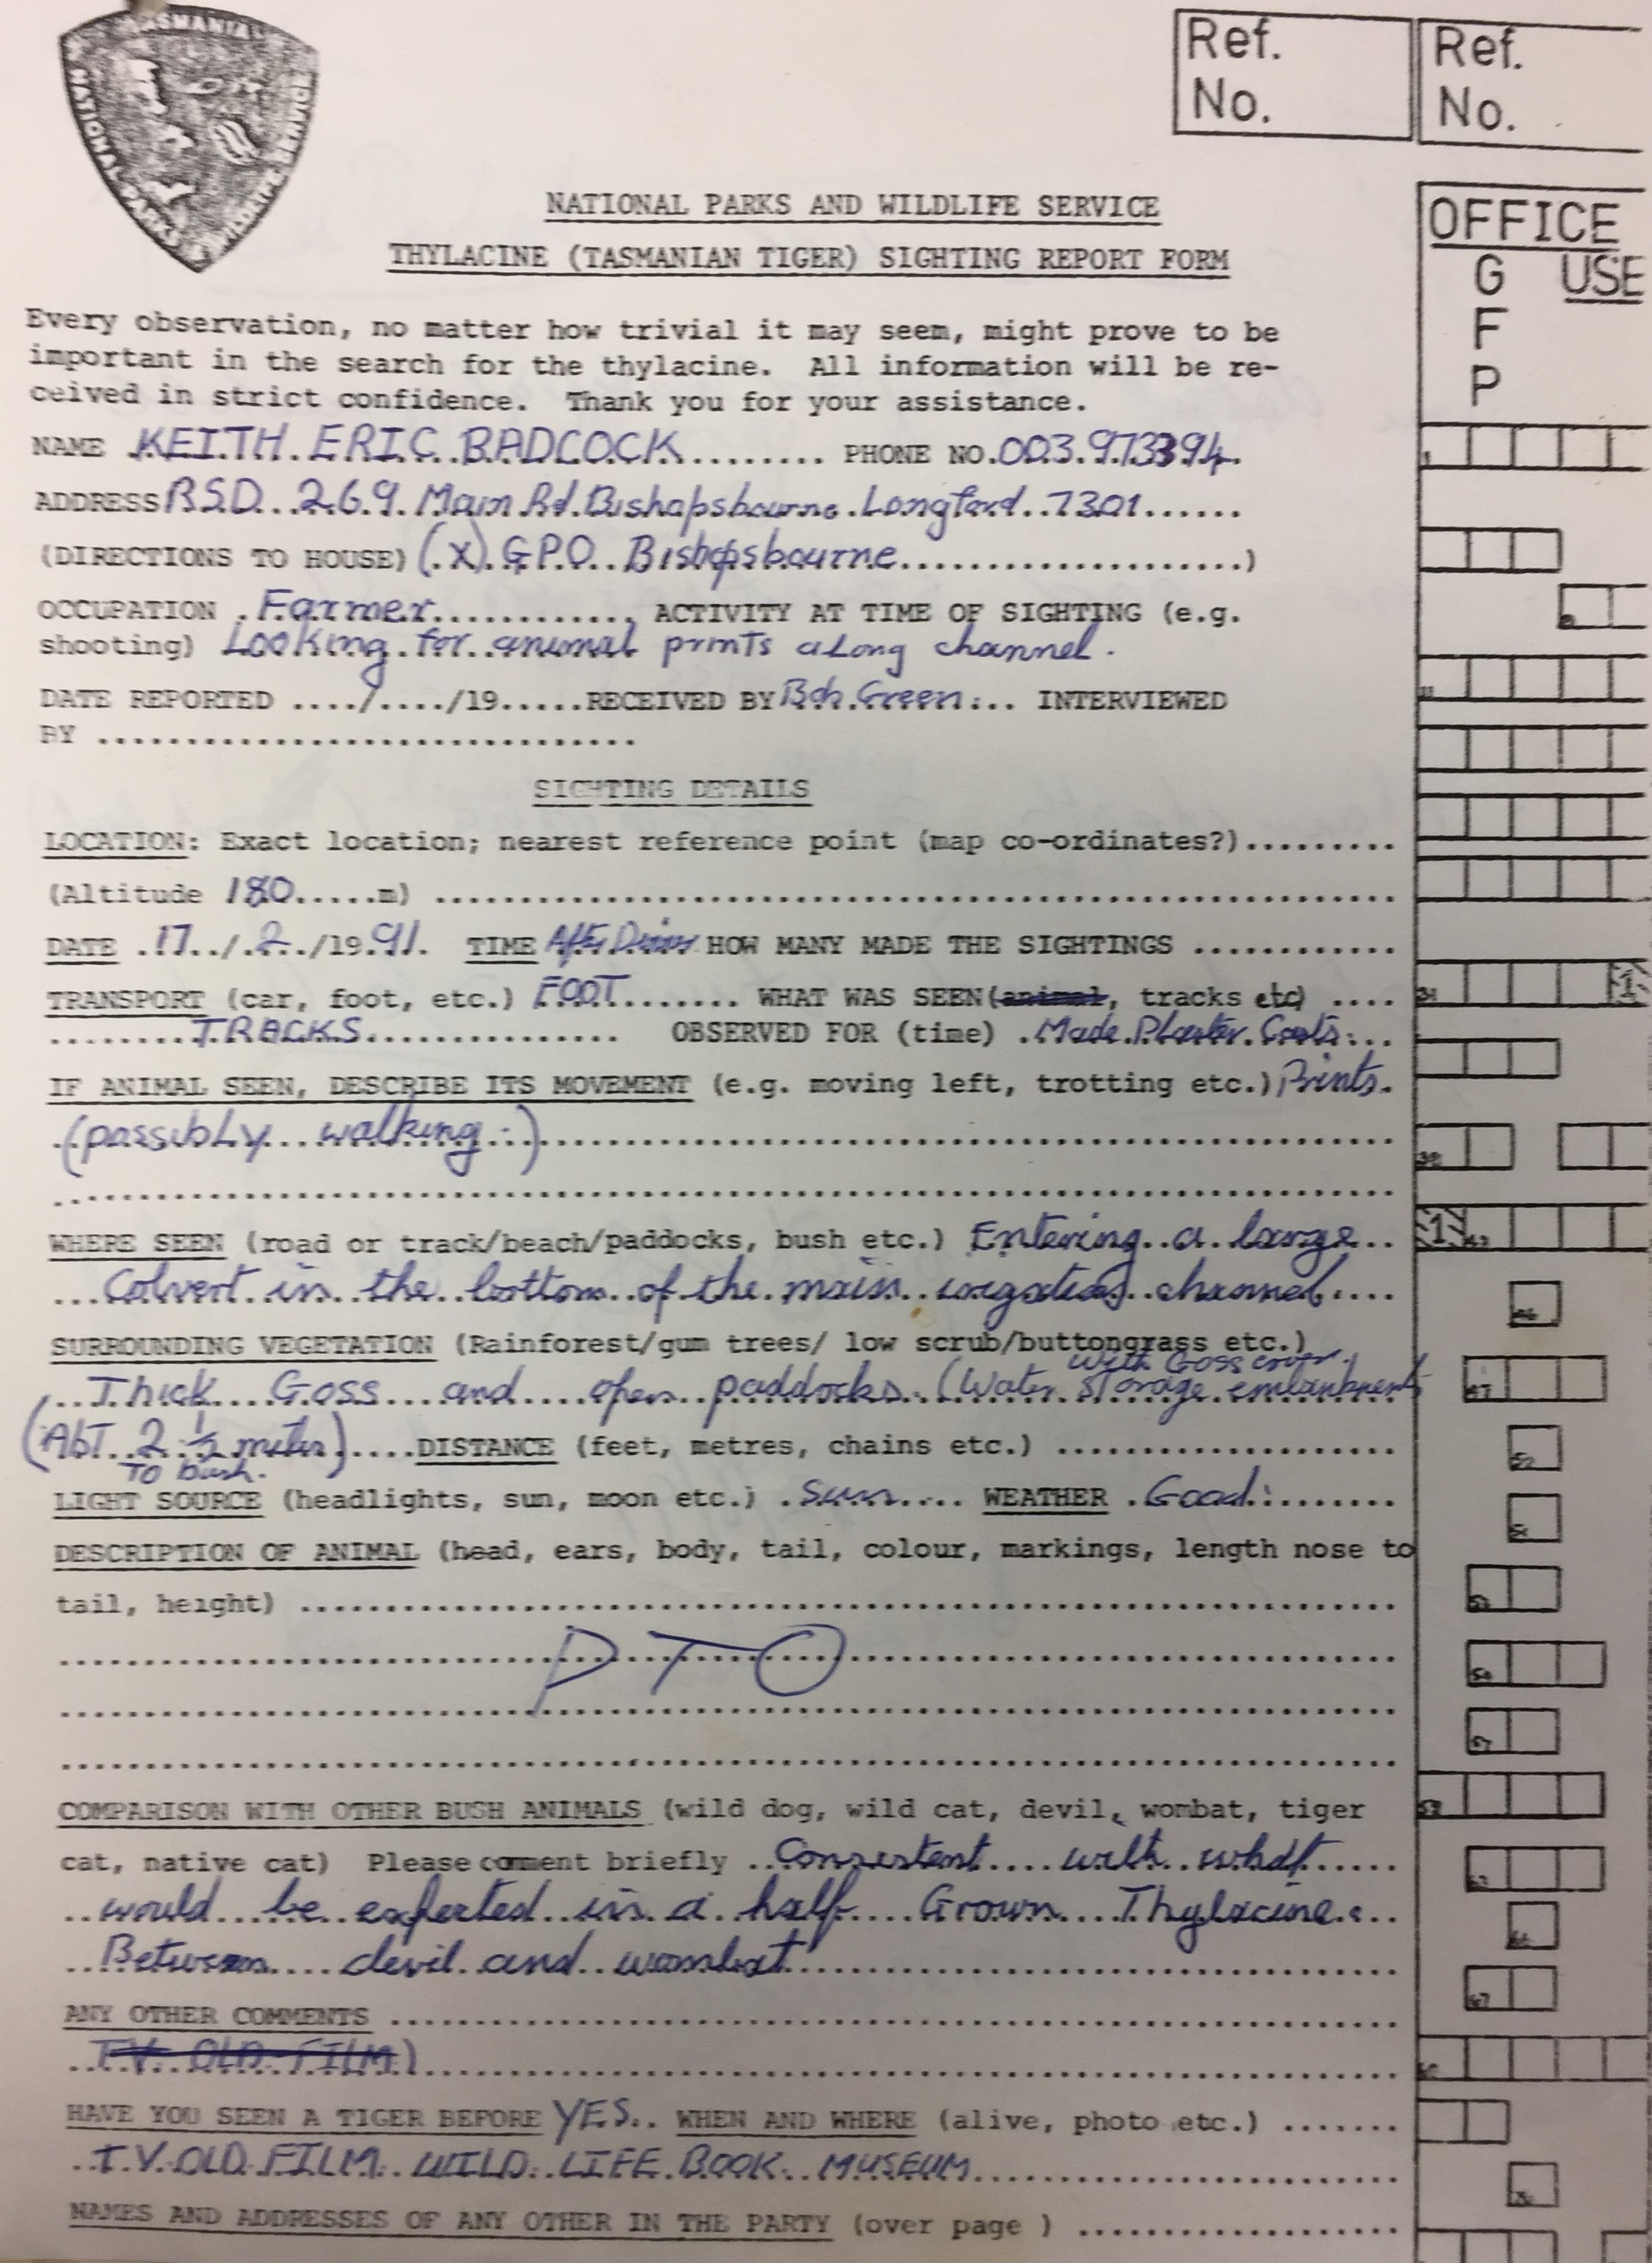 TASMANIAN
NATIONAL PARKS & WILDLIFE SERVICE
Ref. No.
Ref. No.
OFFICE USE
G
F
P
NATIONAL PARKS AND WILDLIFE SERVICE
THYLACINE (TASMANIAN TIGER) SIGHTING REPORT FORM
Every observation, no matter how trivial it may seem, might prove to be
important in the search for the thylacine. All information will be re-
ceived in strict confidence. Thank you for your assistance.
NAME KEITH ERIC BADCOCK ........ PHONE NO. 003 973394
ADDRESS RSD 269 Main Rd Bishopsbourne Longford 7301 ......
(DIRECTIONS TO HOUSE) (X) GPO Bishopsbourne ....................)
OCCUPATION Farmer ............, ACTIVITY AT TIME OF SIGHTING (e.g.
shooting) Looking for animal prints along channel.
DATE REPORTED ..../..../19.....RECEIVED BY Bob Green ... INTERVIEWED
BY ...............................
SIGHTING DETAILS
LOCATION: Exact location; nearest reference point (map co-ordinates?).........
(Altitude 180.....m) ........................................................
DATE 17/2/1991. TIME After Dinner HOW MANY MADE THE SIGHTINGS ............
TRANSPORT (car, foot, etc.) FOOT ........ WHAT WAS SEEN (animal, tracks etc) ....
TRACKS ............... OBSERVED FOR (time) Made Plaster Casts...
IF ANIMAL SEEN, DESCRIBE ITS MOVEMENT (e.g. moving left, trotting etc.) Prints.
(possibly walking.)
WHERE SEEN (road or track/beach/paddocks, bush etc.) Entering a large
Colvert in the bottom of the main irrigation channel....
SURROUNDING VEGETATION (Rainforest/gum trees/ low scrub/buttongrass etc.)
with Goss cover.
Thick Goss and open paddocks. (Water storage embankment
(Abt 2 ½ meters) ....DISTANCE (feet, metres, chains etc.) ....................
To bush.
LIGHT SOURCE (headlights, sun, moon etc.) Sun .... WEATHER Good ........
DESCRIPTION OF ANIMAL (head, ears, body, tail, colour, markings, length nose to
tail, height) .................................................................
PTO
COMPARISON WITH OTHER BUSH ANIMALS (wild dog, wild cat, devil, wombat, tiger
cat, native cat) Please comment briefly ..Consestent.... with what......
would be expected in a half Grown Thylacine.
Between devil and wombat
ANY OTHER COMMENTS ...........................................................
T.V. OLD FILM)
HAVE YOU SEEN A TIGER BEFORE YES.. WHEN AND WHERE (alive, photo etc.) .......
T.V. OLD FILM WILD LIFE BOOK MUSEUM
NAMES AND ADDRESSES OF ANY OTHER IN THE PARTY (over page ) ...................